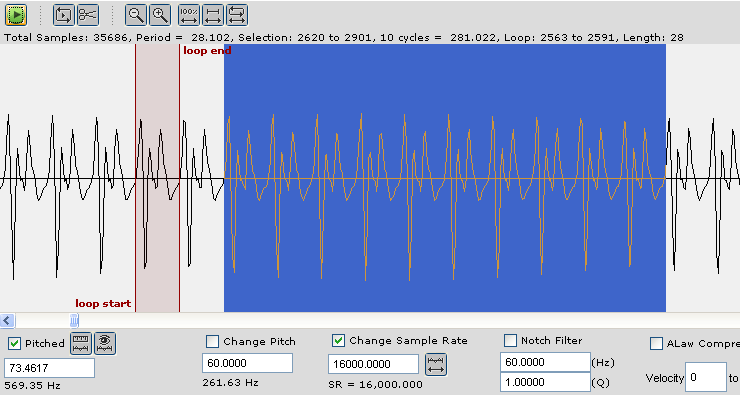 100%
Total Samples: 35686, Period = 28.102, Selection: 2620 to 2901, 10 cycles = 281.022, Loop: 2563 to 2591, Length: 28
loop end
loop start
Pitched
Change Pitch
Change Sample Rate
Notch Filter
ALaw Compre
73.4617
60.0000
16000.0000
60.0000 (Hz)
569.35 Hz
261.63 Hz
SR = 16,000.000
1.00000 (Q)
Velocity 0 to